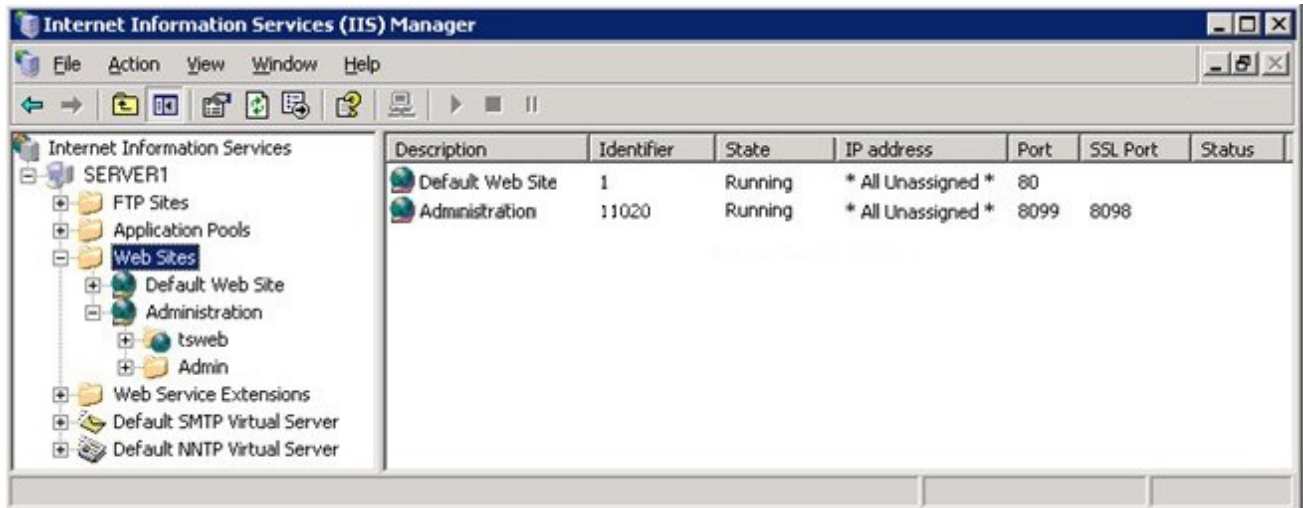 Internet Information Services (IIS) Manager
File Action View Window Help
Internet Information Services
SERVER1
FTP Sites
Application Pools
Web Sites
Default Web Site
Administration
tsweb
Admin
Web Service Extensions
Default SMTP Virtual Server
Default NNTP Virtual Server
Description Identifier State IP address Port SSL Port Status
Default Web Site 1 Running * All Unassigned * 80
Administration 11020 Running * All Unassigned * 8099 8098